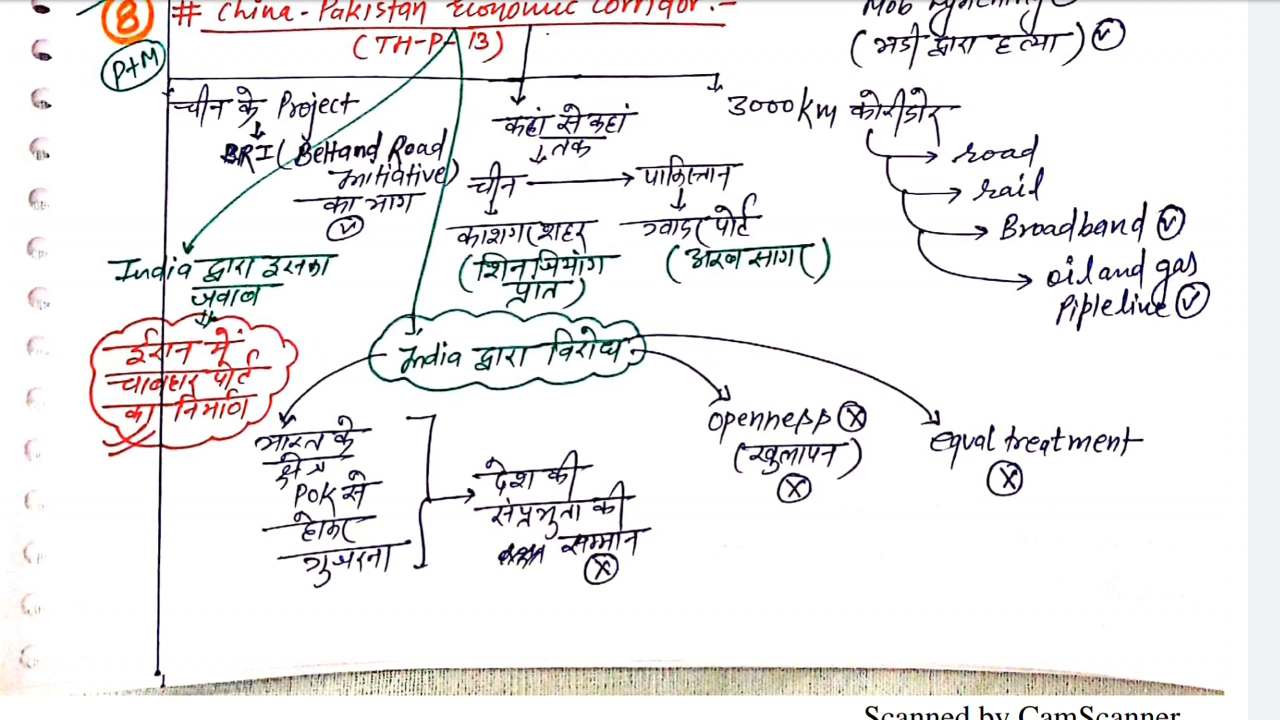 8 # China-Pakistan Economic Corridor :-
(TH-P-13)
P+M
Mob Lynching
(भीड़ द्वारा हत्या)
चीन के Project
BRI (Belt and Road
Initiative)
का भाग
कहां से कहां
तक
चीन
पाकिस्तान
काशगर शहर
(शिनजियांग
प्रांत)
ग्वादर पोर्ट
(अरब सागर)
3000km कोरीडोर
road
rail
Broadband
oil and gas
Pipleline
India द्वारा इसका
जवाब
ईरान में
चाबहार पोर्ट
का निर्माण
India द्वारा विरोध
भारत के
क्षेत्र
POK से
होकर
गुजरना
देश की
संप्रभुता की
सम्मान
openness
(खुलापन)
equal treatment
Scanned by CamScanner